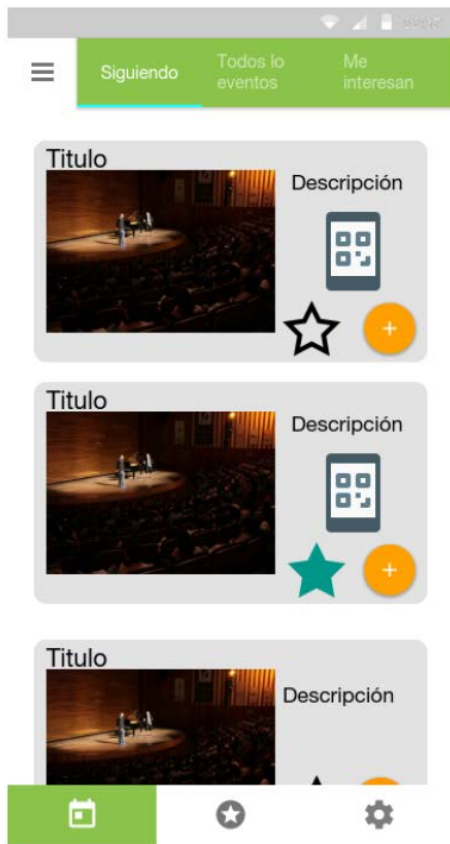 Siguiendo
Todos lo
eventos
Me
interesan
Titulo
Descripción
Titulo
Descripción
Titulo
Descripción